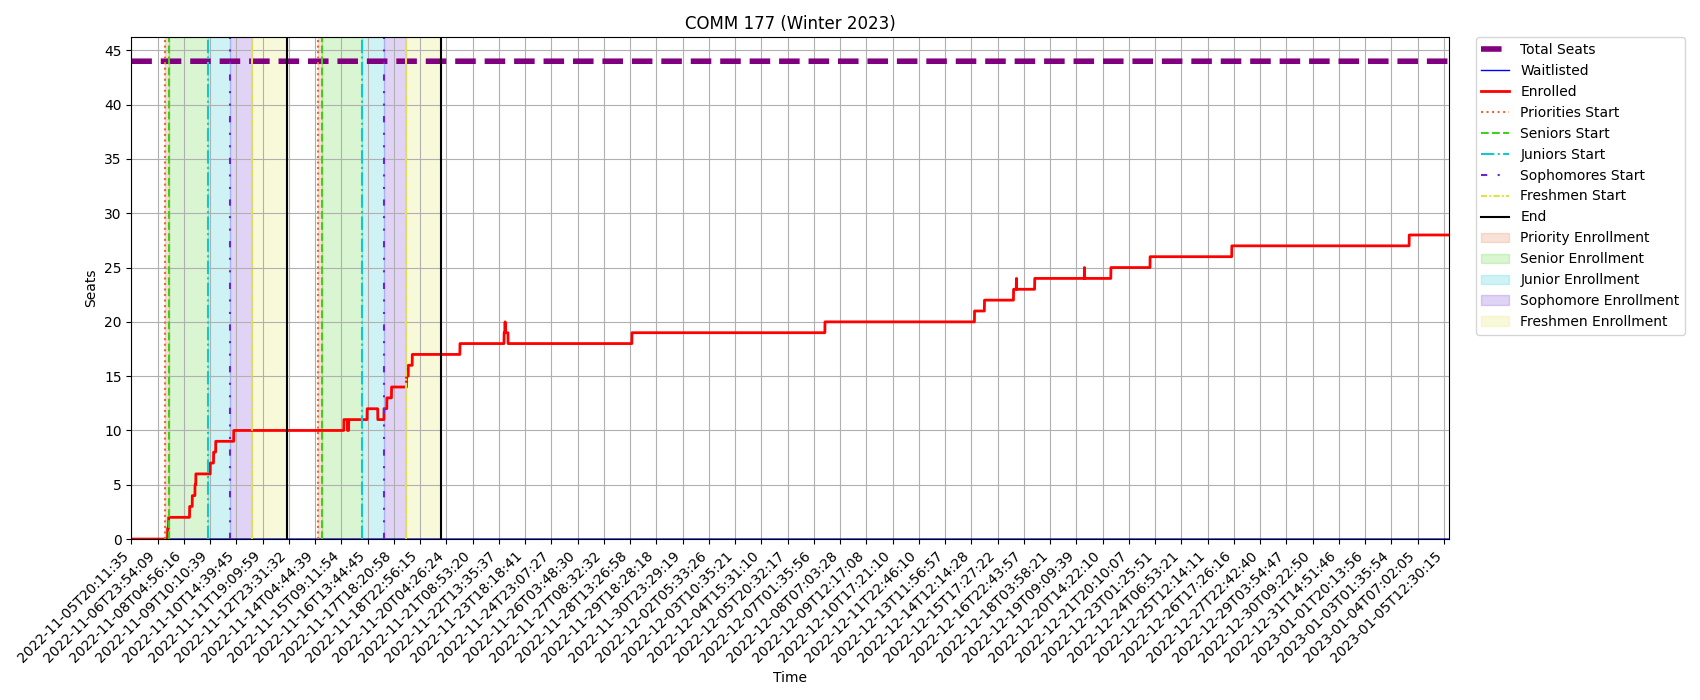 COMM 177 (Winter 2023)
45
40
35
30
25
20
15
10
5
0
Seats
2022-11-05T20:11:35
2022-11-06T23:54:09
2022-11-08T04:56:16
2022-11-09T10:10:39
2022-11-10T14:39:45
2022-11-11T19:09:59
2022-11-12T23:31:32
2022-11-14T04:44:39
2022-11-15T09:11:54
2022-11-16T13:44:45
2022-11-17T18:20:58
2022-11-18T22:56:15
2022-11-20T04:26:24
2022-11-21T08:53:20
2022-11-22T13:35:37
2022-11-23T18:18:41
2022-11-24T23:07:27
2022-11-26T03:48:30
2022-11-27T08:32:32
2022-11-28T13:26:58
2022-11-29T18:28:18
2022-11-30T23:29:19
2022-12-02T05:33:26
2022-12-03T10:35:21
2022-12-04T15:31:10
2022-12-05T20:32:17
2022-12-07T01:35:56
2022-12-08T07:03:28
2022-12-09T12:17:08
2022-12-10T17:21:10
2022-12-11T22:46:10
2022-12-13T11:56:57
2022-12-14T12:14:28
2022-12-15T17:27:22
2022-12-16T22:43:57
2022-12-18T03:58:21
2022-12-19T09:09:39
2022-12-20T14:22:10
2022-12-21T20:10:07
2022-12-23T01:25:51
2022-12-24T06:53:21
2022-12-25T12:14:11
2022-12-26T17:26:16
2022-12-27T22:42:40
2022-12-29T03:54:47
2022-12-30T09:22:50
2022-12-31T14:51:46
2023-01-01T20:13:56
2023-01-03T01:35:54
2023-01-04T07:02:05
2023-01-05T12:30:15
Time
Total Seats
Waitlisted
Enrolled
Priorities Start
Seniors Start
Juniors Start
Sophomores Start
Freshmen Start
End
Priority Enrollment
Senior Enrollment
Junior Enrollment
Sophomore Enrollment
Freshmen Enrollment